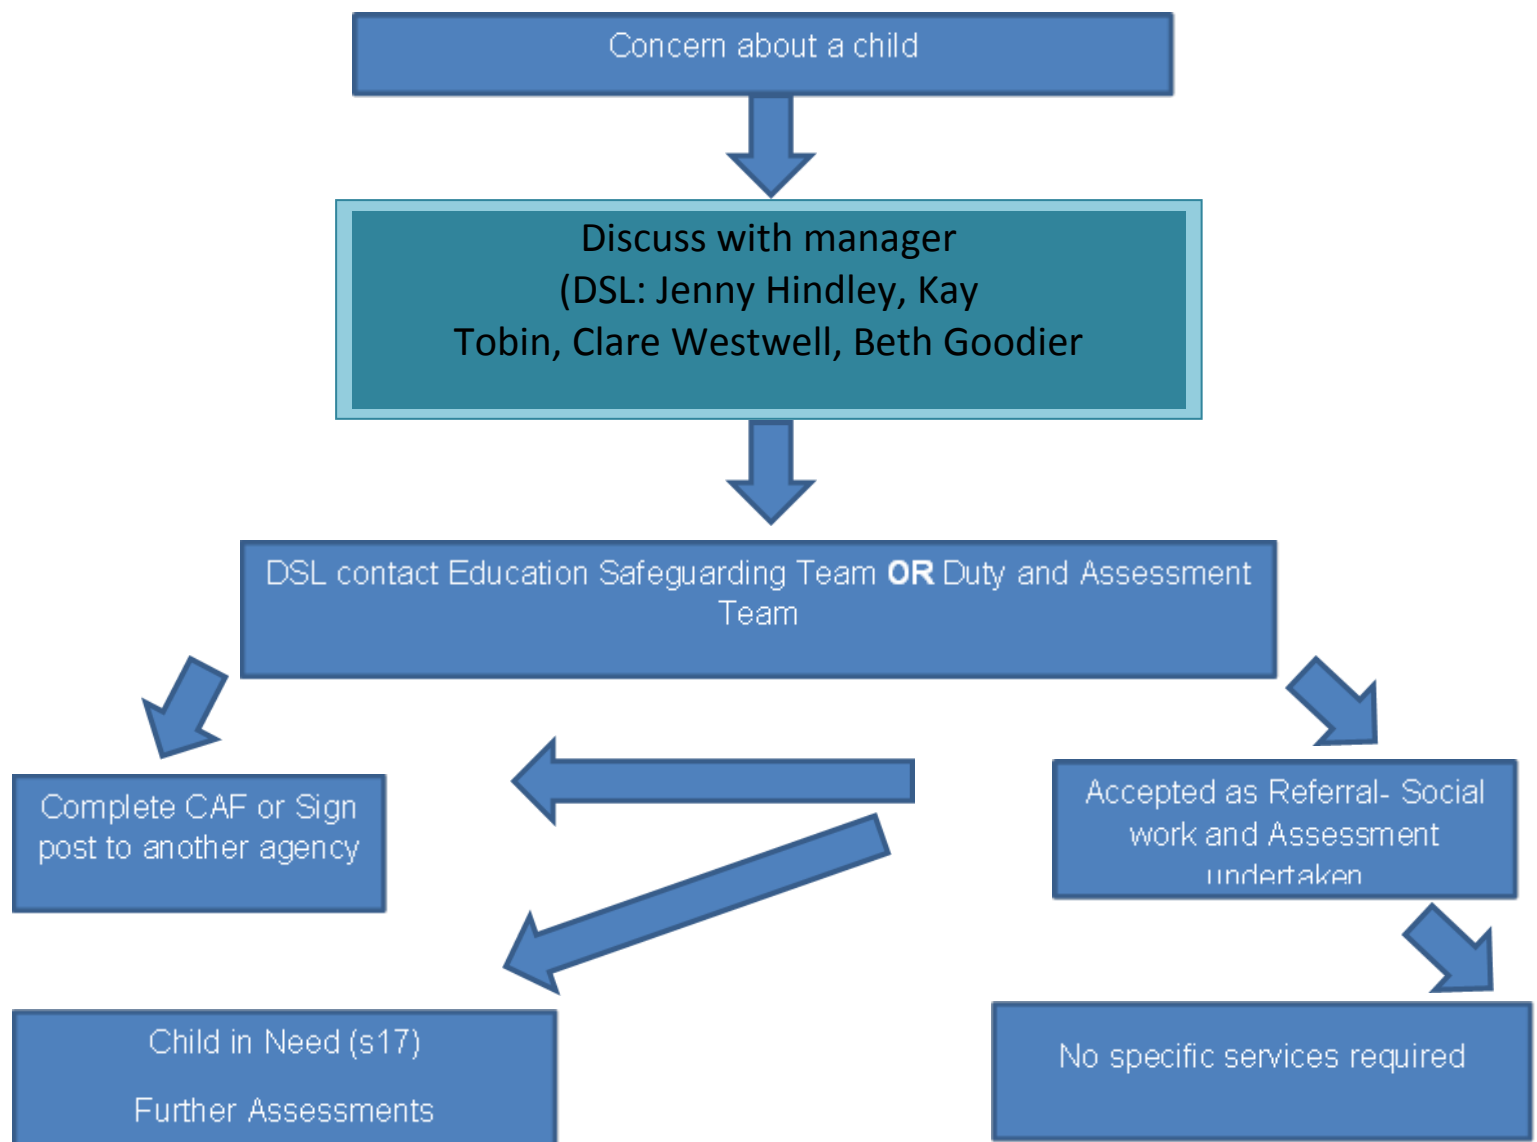 Concern about a child
Discuss with manager
(DSL: Jenny Hindley, Kay
Tobin, Clare Westwell, Beth Goodier
DSL contact Education Safeguarding Team OR Duty and Assessment
Team
Complete CAF or Sign
post to another agency
Accepted as Referral- Social
work and Assessment
undertaken
Child in Need (s17)
Further Assessments
No specific services required